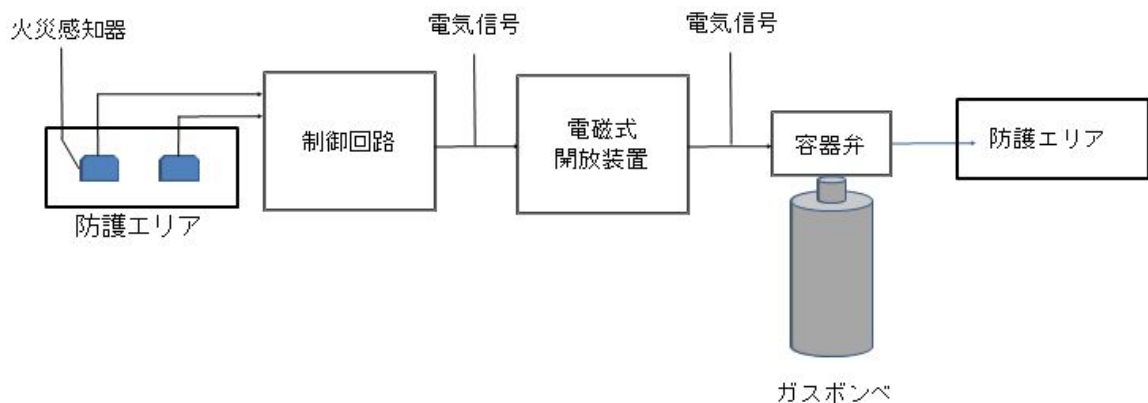 火災感知器
電気信号
電気信号
制御回路
電磁式
開放装置
容器弁
防護エリア
防護エリア
ガスボンベ